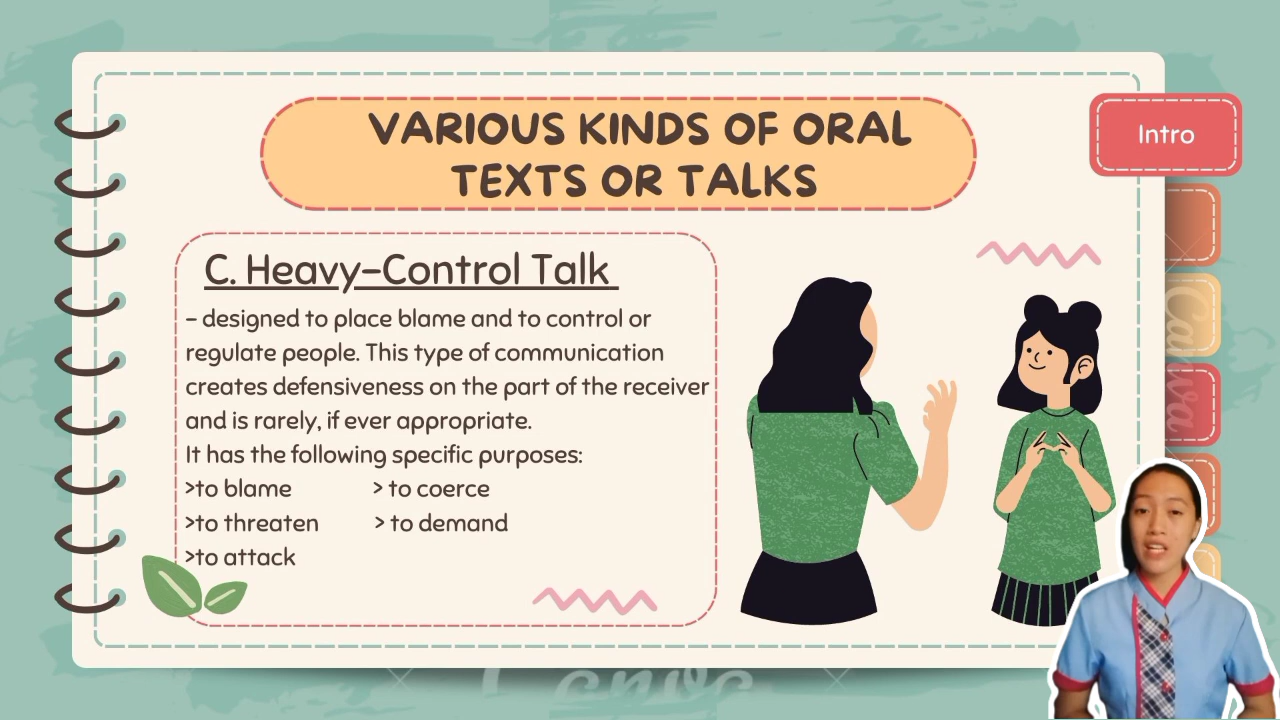 VARIOUS KINDS OF ORAL
TEXTS OR TALKS
Intro
C. Heavy-Control Talk
- designed to place blame and to control or
regulate people. This type of communication
creates defensiveness on the part of the receiver
and is rarely, if ever appropriate.
It has the following specific purposes:
>to blame > to coerce
>to threaten > to demand
>to attack
Canva
Canva